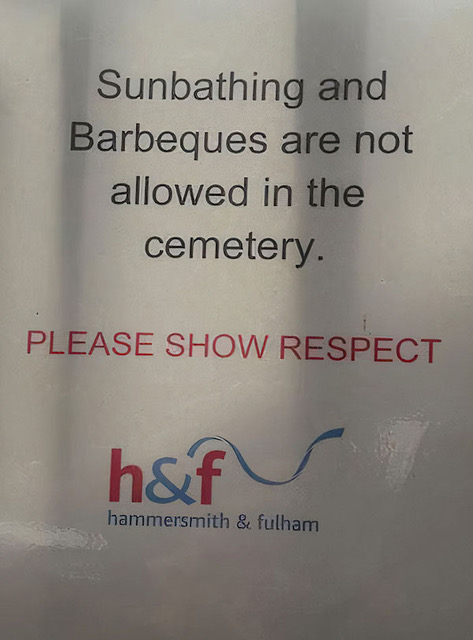 Sunbathing and
Barbeques are not
allowed in the
cemetery.
PLEASE SHOW RESPECT
h&f
hammersmith & fulham